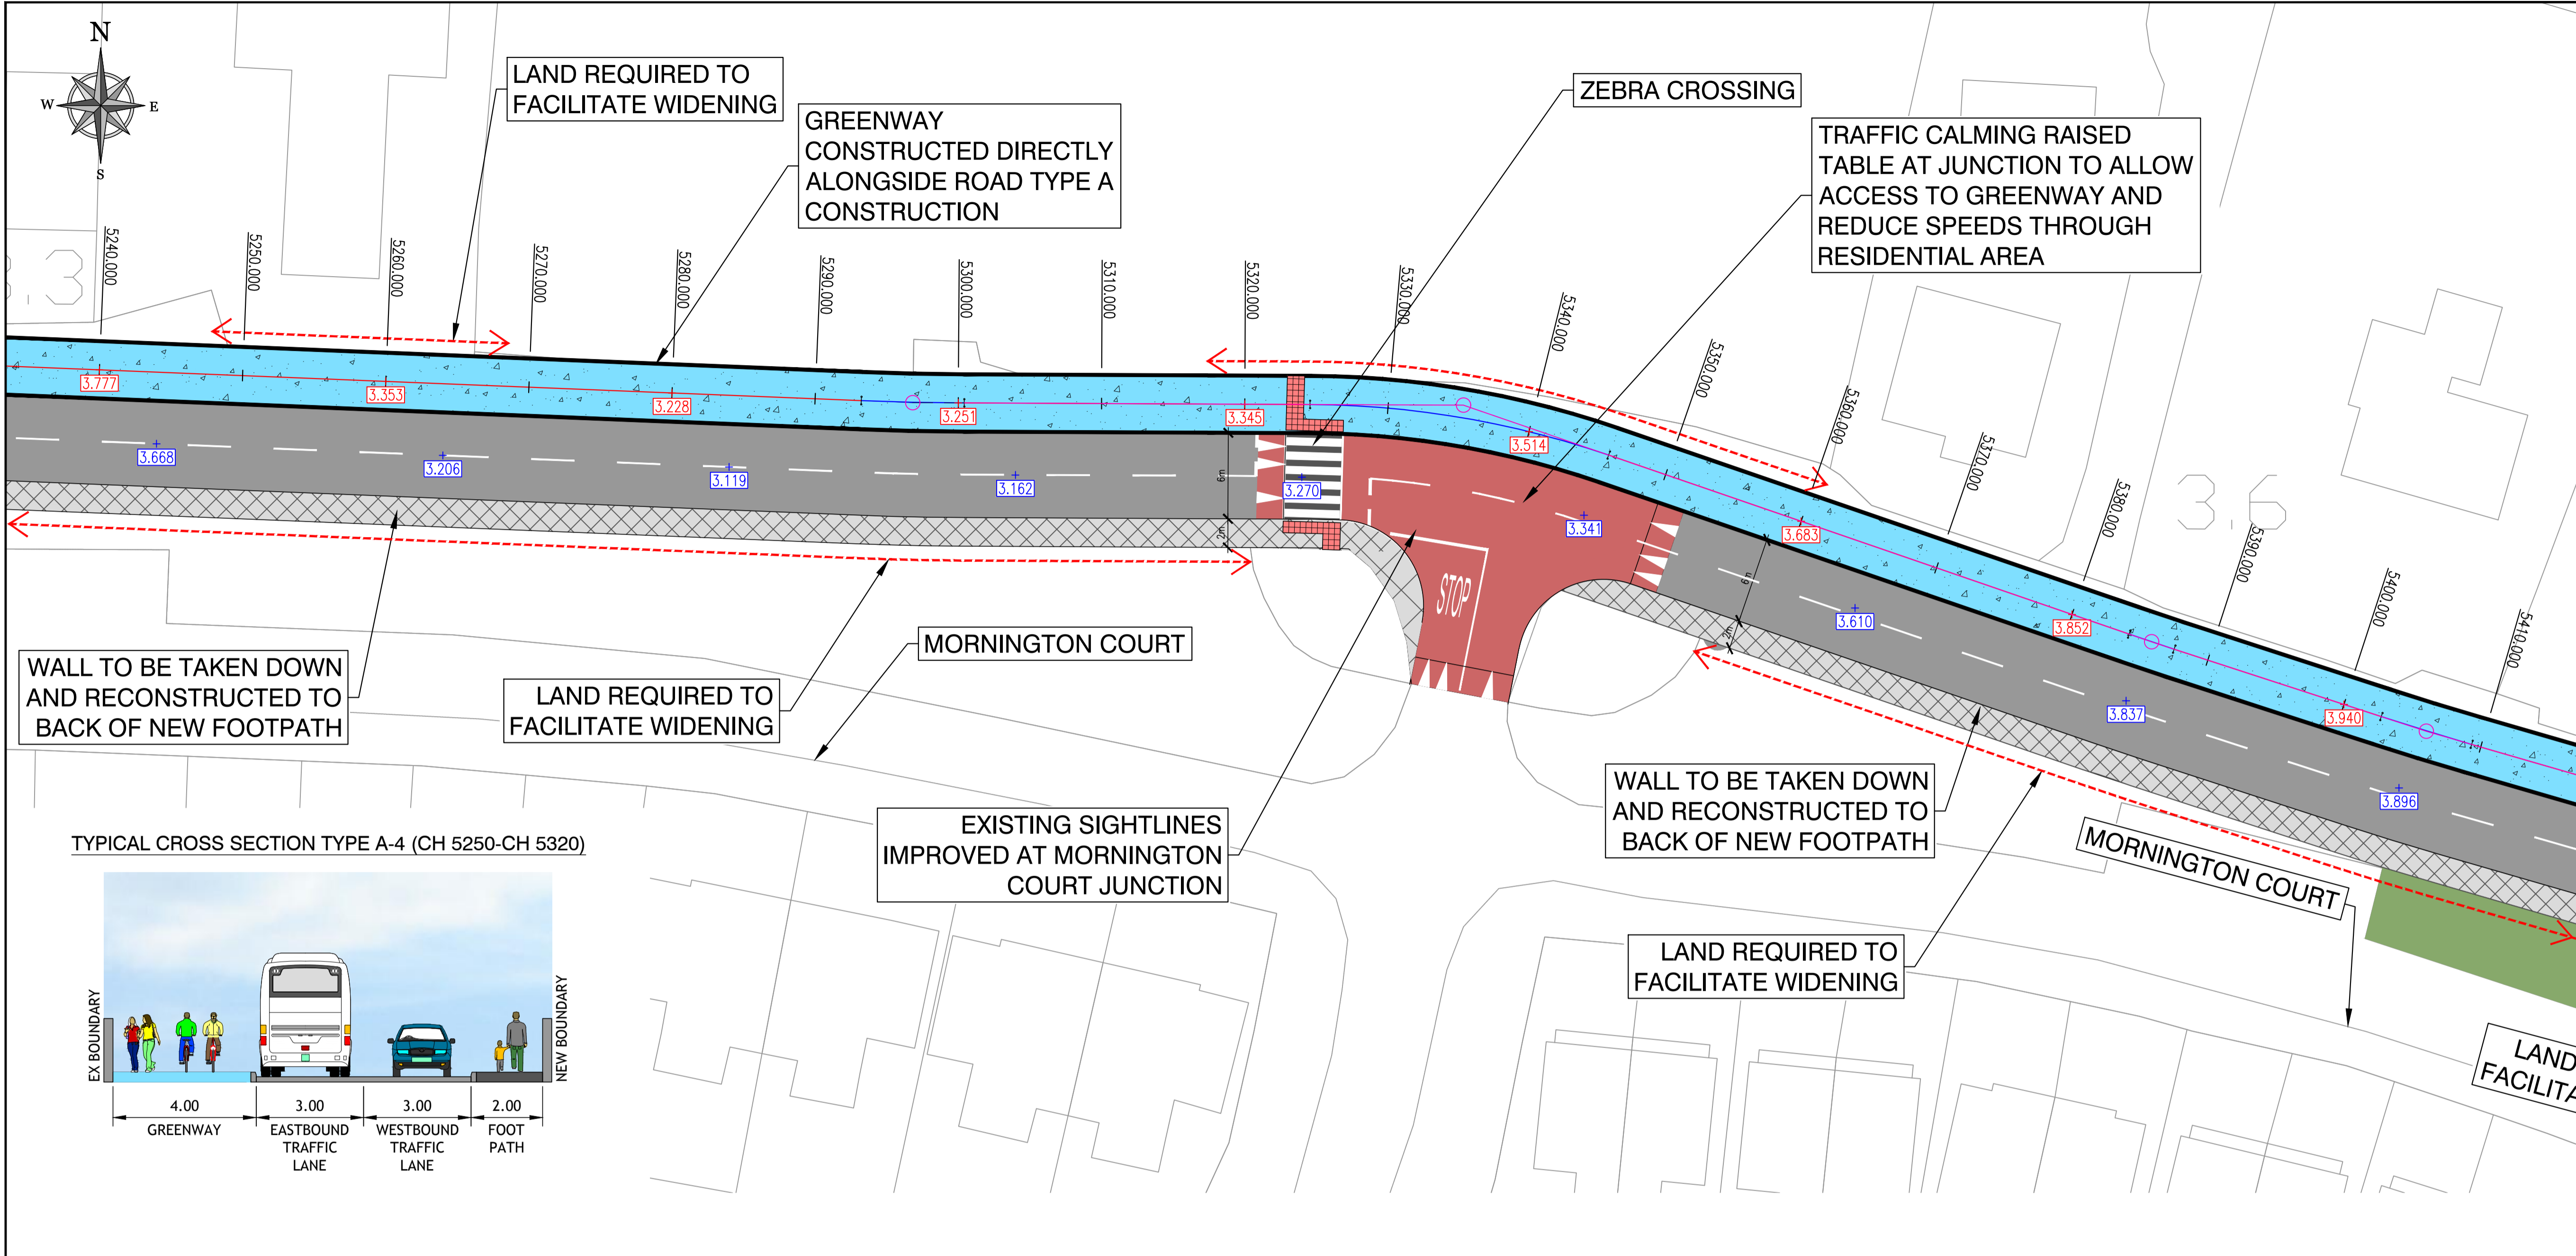 N
W
E
S
LAND REQUIRED TO
FACILITATE WIDENING
GREENWAY
CONSTRUCTED DIRECTLY
ALONGSIDE ROAD TYPE A
CONSTRUCTION
ZEBRA CROSSING
TRAFFIC CALMING RAISED
TABLE AT JUNCTION TO ALLOW
ACCESS TO GREENWAY AND
REDUCE SPEEDS THROUGH
RESIDENTIAL AREA
5240.000
5250.000
5260.000
5270.000
5280.000
5290.000
5300.000
5310.000
5320.000
5330.000
5340.000
5350.000
5360.000
5370.000
5380.000
5390.000
5400.000
5410.000
3.6
3.777
3.353
3.228
3.251
3.345
3.514
3.683
3.852
3.940
3.668
3.206
3.119
3.162
3.270
3.341
3.610
3.837
3.896
6m
2m
6m
2m
STOP
WALL TO BE TAKEN DOWN
AND RECONSTRUCTED TO
BACK OF NEW FOOTPATH
LAND REQUIRED TO
FACILITATE WIDENING
MORNINGTON COURT
EXISTING SIGHTLINES
IMPROVED AT MORNINGTON
COURT JUNCTION
WALL TO BE TAKEN DOWN
AND RECONSTRUCTED TO
BACK OF NEW FOOTPATH
LAND REQUIRED TO
FACILITATE WIDENING
MORNINGTON COURT
LAND
TYPICAL CROSS SECTION TYPE A-4 (CH 5250-CH 5320)
EX BOUNDARY
NEW BOUNDARY
4.00
3.00
3.00
2.00
GREENWAY
EASTBOUND
TRAFFIC
LANE
WESTBOUND
TRAFFIC
LANE
FOOT
PATH